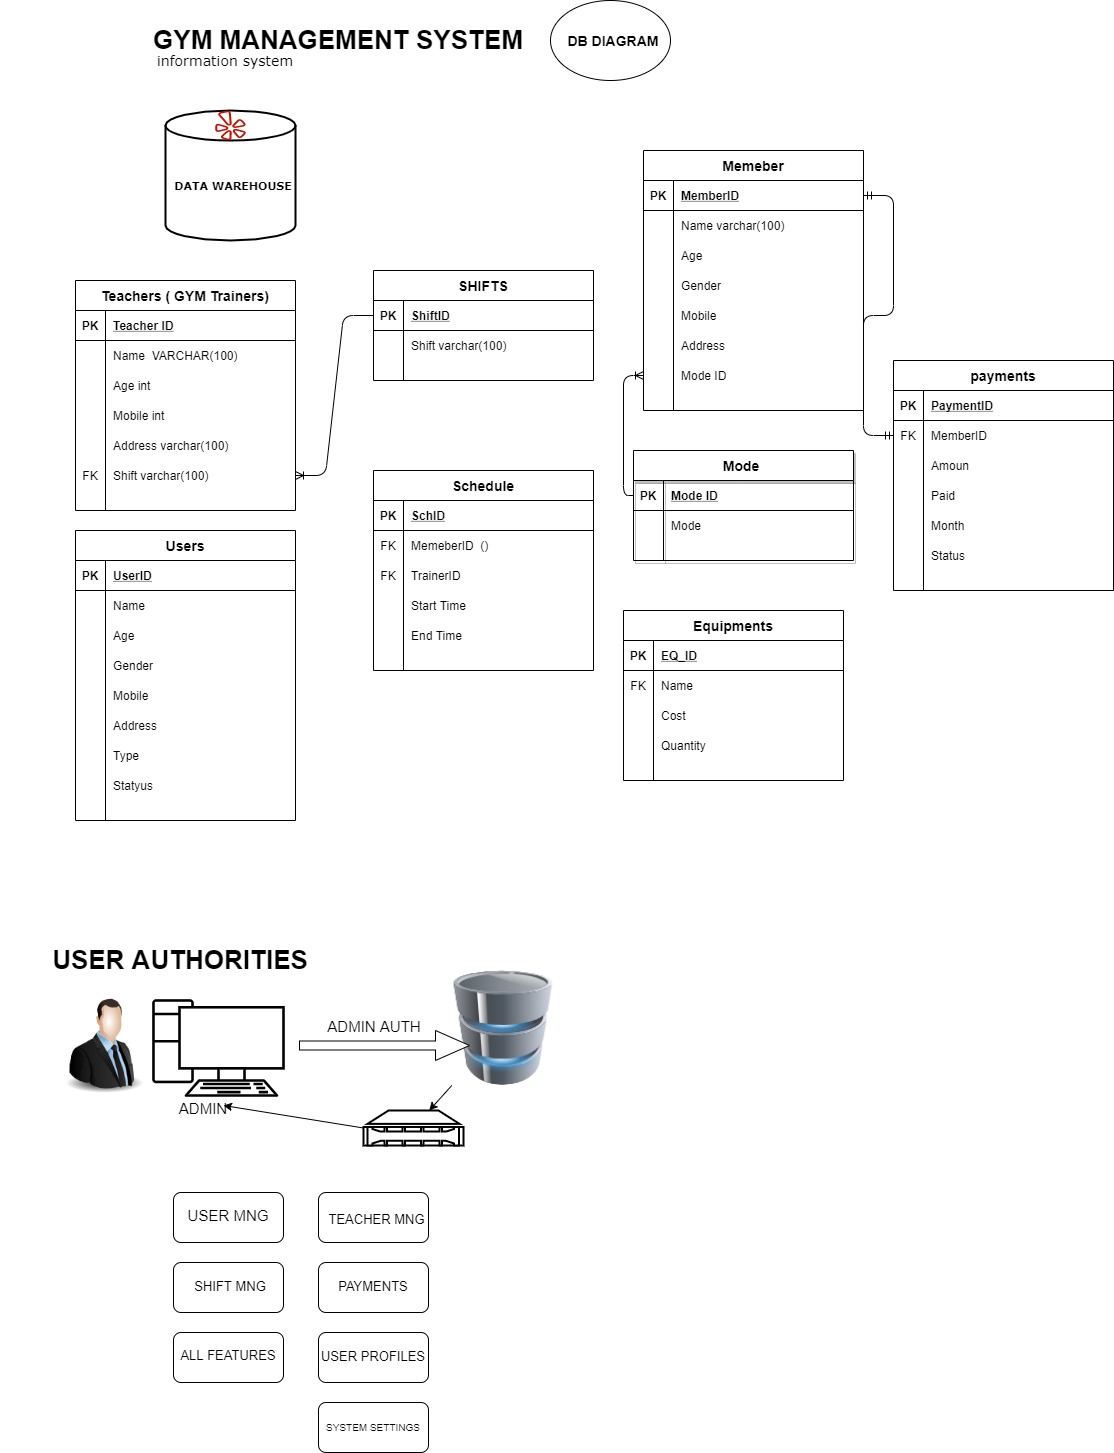 GYM MANAGEMENT SYSTEM
information system
DB DIAGRAM
DATA WAREHOUSE
Teachers ( GYM Trainers)
PK Teacher ID
Name  VARCHAR(100)
Age int
Mobile int
Address varchar(100)
FK Shift varchar(100)
SHIFTS
PK ShiftID
Shift varchar(100)
Memeber
PK MemberID
Name varchar(100)
Age
Gender
Mobile
Address
Mode ID
payments
PK PaymentID
FK MemberID
Amoun
Paid
Month
Status
Mode
PK Mode ID
Mode
Schedule
PK SchID
FK MemeberID  ()
FK TrainerID
Start Time
End Time
Users
PK UserID
Name
Age
Gender
Mobile
Address
Type
Statyus
Equipments
PK EQ_ID
FK Name
Cost
Quantity
USER AUTHORITIES
ADMIN AUTH
ADMIN
USER MNG
TEACHER MNG
SHIFT MNG
PAYMENTS
ALL FEATURES
USER PROFILES
SYSTEM SETTINGS